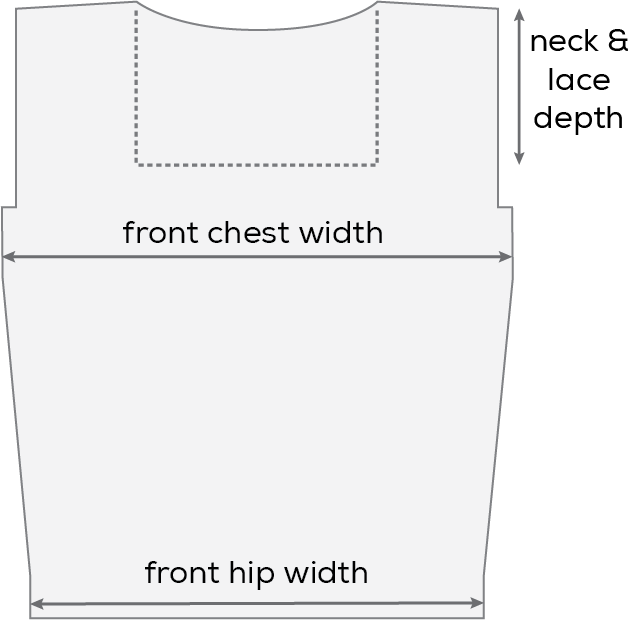 neck &
lace
depth
front chest width
front hip width